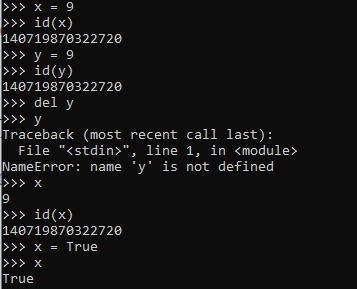 >>> x = 9
>>> id(x)
140719870322720
>>> y = 9
>>> id(y)
140719870322720
>>> del y
>>> y
Traceback (most recent call last):
  File "<stdin>", line 1, in <module>
NameError: name 'y' is not defined
>>> x
9
>>> id(x)
140719870322720
>>> x = True
>>> x
True